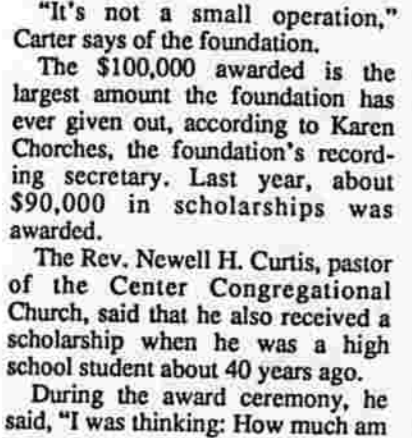 "It's not a small operation,"
Carter says of the foundation.
The $100,000 awarded is the
largest amount the foundation has
ever given out, according to Karen
Chorches, the foundation's record-
ing secretary. Last year, about
$90,000 in scholarships was
awarded.
The Rev. Newell H. Curtis, pastor
of the Center Congregational
Church, said that he also received a
scholarship when he was a high
school student about 40 years ago.
During the award ceremony, he
said, "I was thinking: How much am